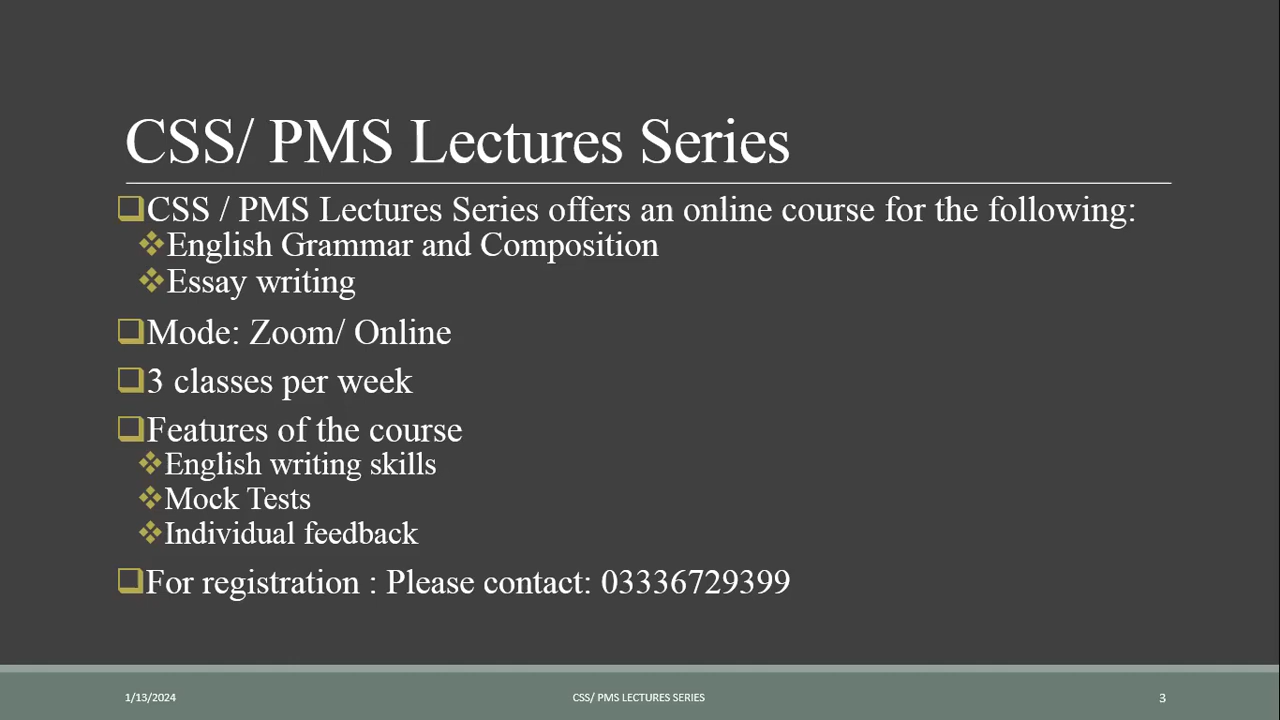 CSS/ PMS Lectures Series
CSS / PMS Lectures Series offers an online course for the following:
English Grammar and Composition
Essay writing
Mode: Zoom/ Online
3 classes per week
Features of the course
English writing skills
Mock Tests
Individual feedback
For registration : Please contact: 03336729399
1/13/2024
CSS/ PMS LECTURES SERIES
3